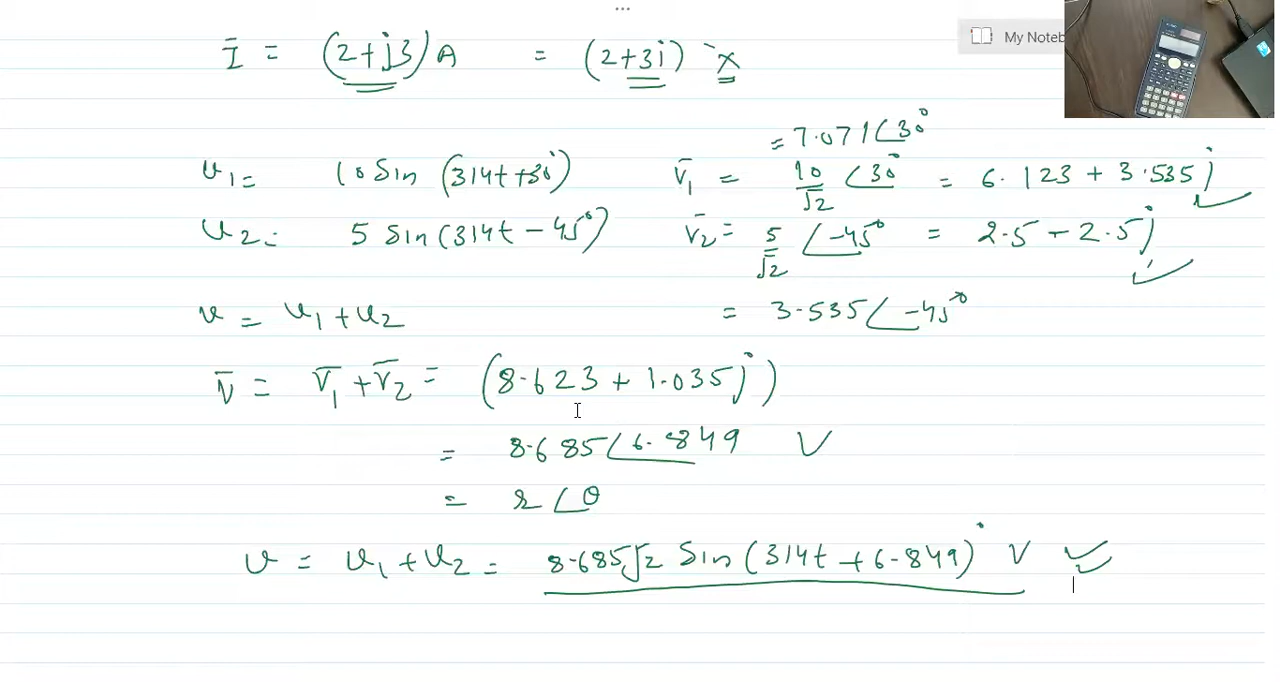 ...
Ī = (2+j3) A = (2+3i) x
My Noteb
= 7.071∠30°
v1 = 10 Sin (314t+30°) V̄1 = 10/√2 ∠30° = 6.123 + 3.535j
v2 = 5 Sin (314t - 45°) V̄2 = 5/√2 ∠-45° = 2.5 - 2.5j
v = v1 + v2 = 3.535∠-45°
V̄ = V̄1 + V̄2 = (8.623 + 1.035j)
= 8.685∠6.849 V
= r∠θ
v = v1 + v2 = 8.685√2 Sin (314t + 6.849)° V